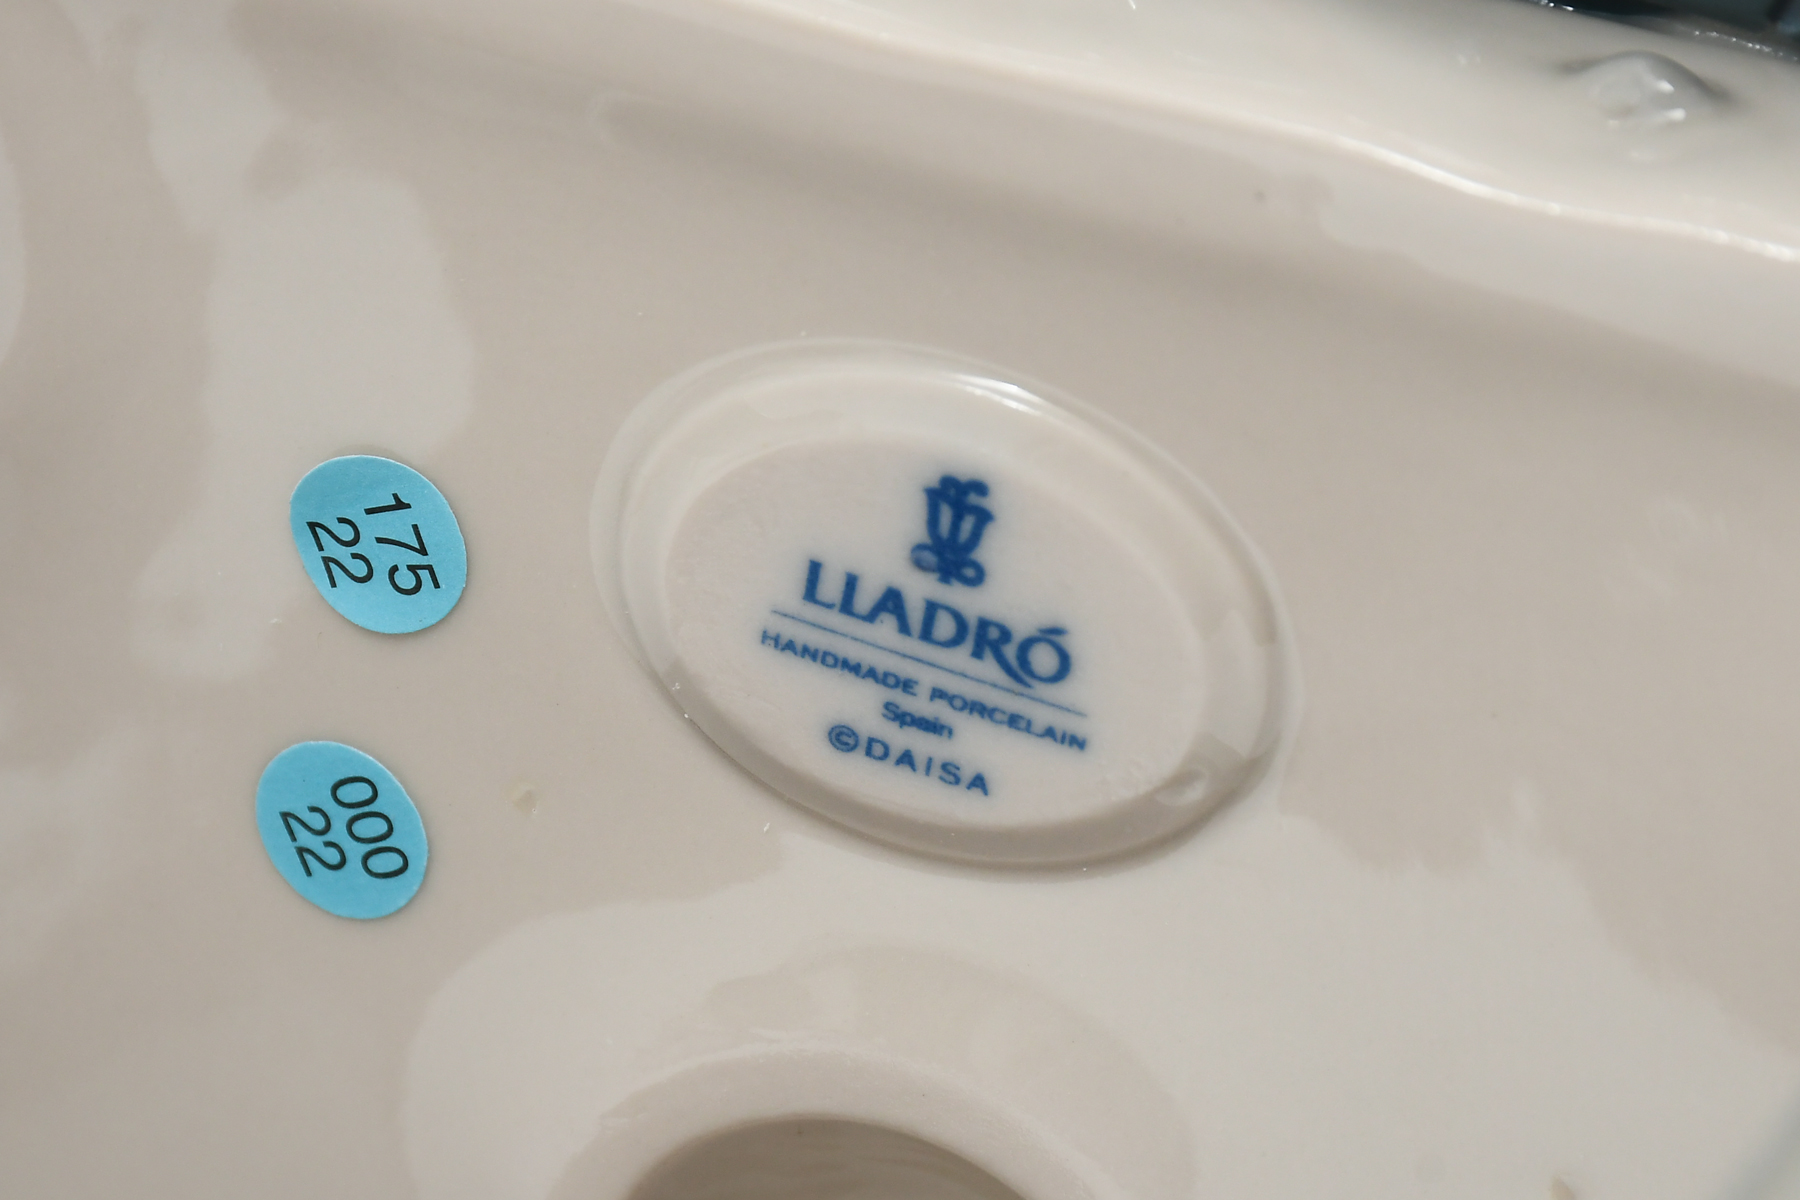 175
22
000
22
LLADRÓ
HANDMADE PORCELAIN
Spain
©DAISA